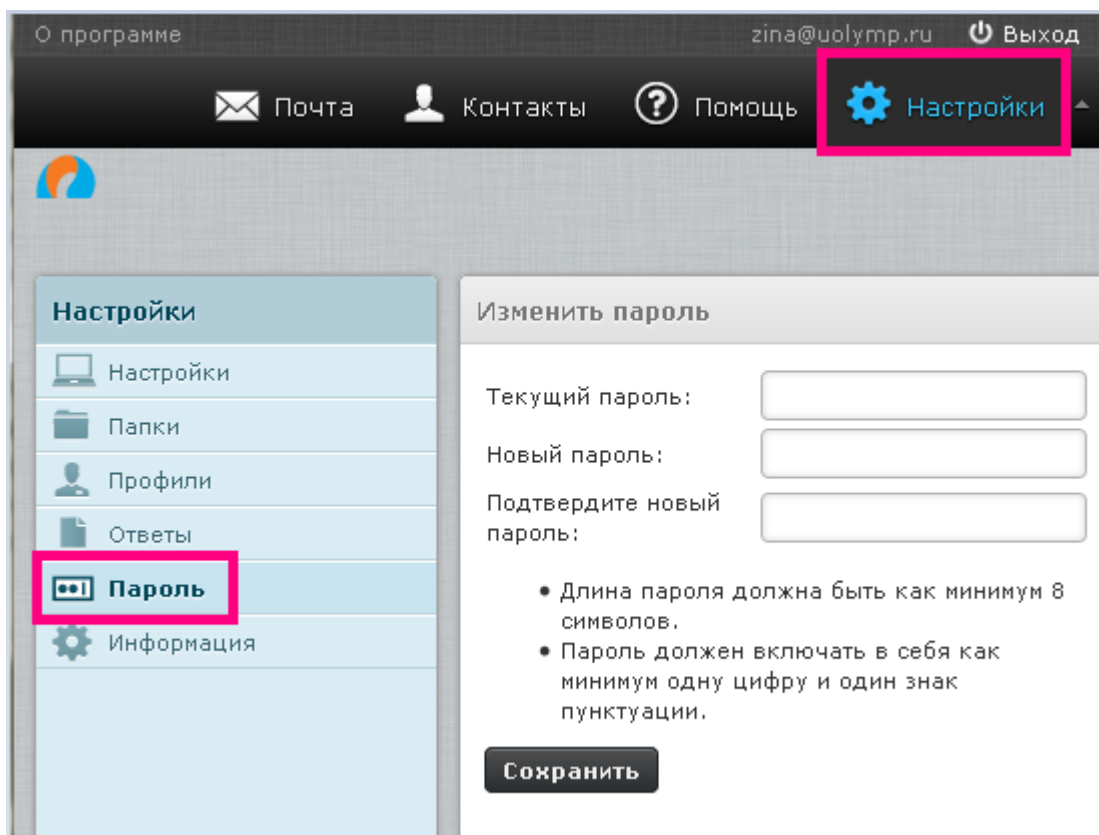 О программе
zina@uolymp.ru
Выход
Почта
Контакты
Помощь
Настройки
Настройки
Настройки
Папки
Профили
Ответы
Пароль
Информация
Изменить пароль
Текущий пароль:
Новый пароль:
Подтвердите новый
пароль:
• Длина пароля должна быть как минимум 8
символов.
• Пароль должен включать в себя как
минимум одну цифру и один знак
пунктуации.
Сохранить